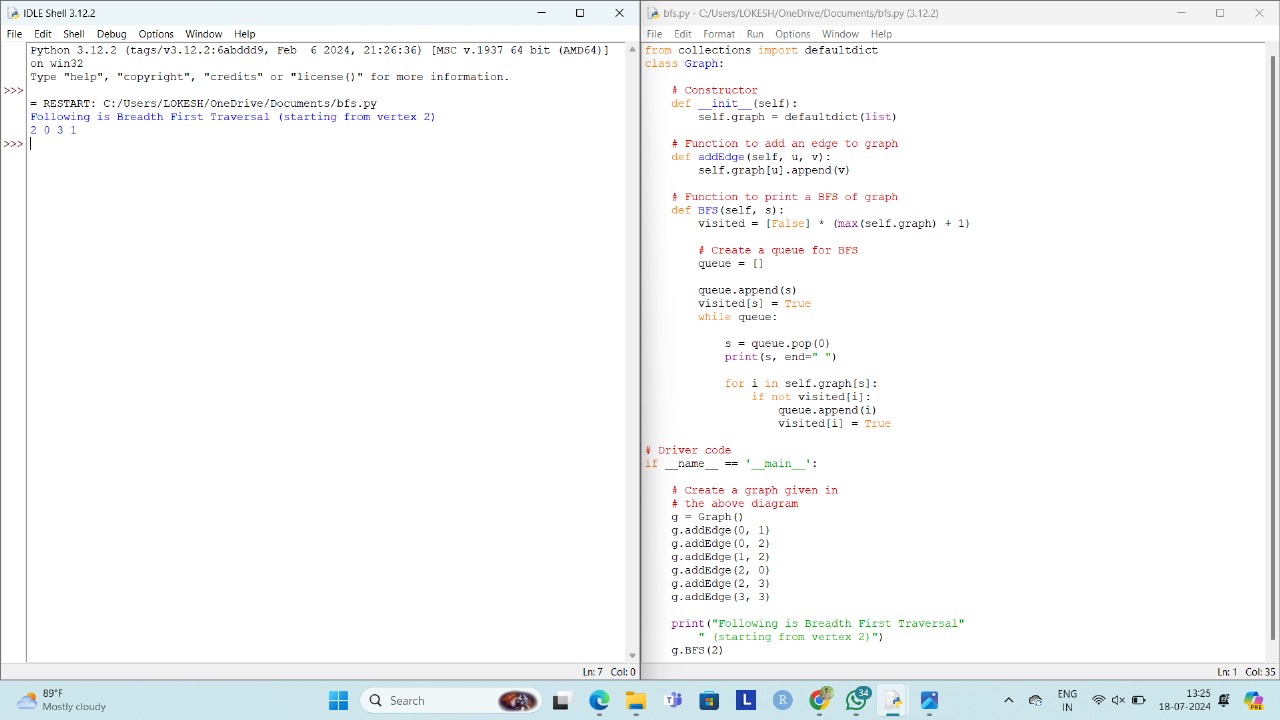 IDLE Shell 3.12.2
File Edit Shell Debug Options Window Help
Python 3.12.2 (tags/v3.12.2:6abddd9, Feb  6 2024, 21:26:36) [MSC v.1937 64 bit (AMD64)]
on win32
Type "help", "copyright", "credits" or "license()" for more information.
>>>
= RESTART: C:/Users/LOKESH/OneDrive/Documents/bfs.py
Following is Breadth First Traversal (starting from vertex 2)
2 0 3 1
>>>
Ln: 7 Col: 0
bfs.py - C:/Users/LOKESH/OneDrive/Documents/bfs.py (3.12.2)
File Edit Format Run Options Window Help
from collections import defaultdict
class Graph:
    # Constructor
    def __init__(self):
        self.graph = defaultdict(list)
    # Function to add an edge to graph
    def addEdge(self, u, v):
        self.graph[u].append(v)
    # Function to print a BFS of graph
    def BFS(self, s):
        visited = [False] * (max(self.graph) + 1)
        # Create a queue for BFS
        queue = []
        queue.append(s)
        visited[s] = True
        while queue:
            s = queue.pop(0)
            print(s, end=" ")
            for i in self.graph[s]:
                if not visited[i]:
                    queue.append(i)
                    visited[i] = True
# Driver code
if __name__ == '__main__':
    # Create a graph given in
    # the above diagram
    g = Graph()
    g.addEdge(0, 1)
    g.addEdge(0, 2)
    g.addEdge(1, 2)
    g.addEdge(2, 0)
    g.addEdge(2, 3)
    g.addEdge(3, 3)
    print("Following is Breadth First Traversal"
        " (starting from vertex 2)")
    g.BFS(2)
Ln: 1 Col: 35
89°F
Mostly cloudy
Search
L
R
34
ENG
IN
13:25
18-07-2024
PRE